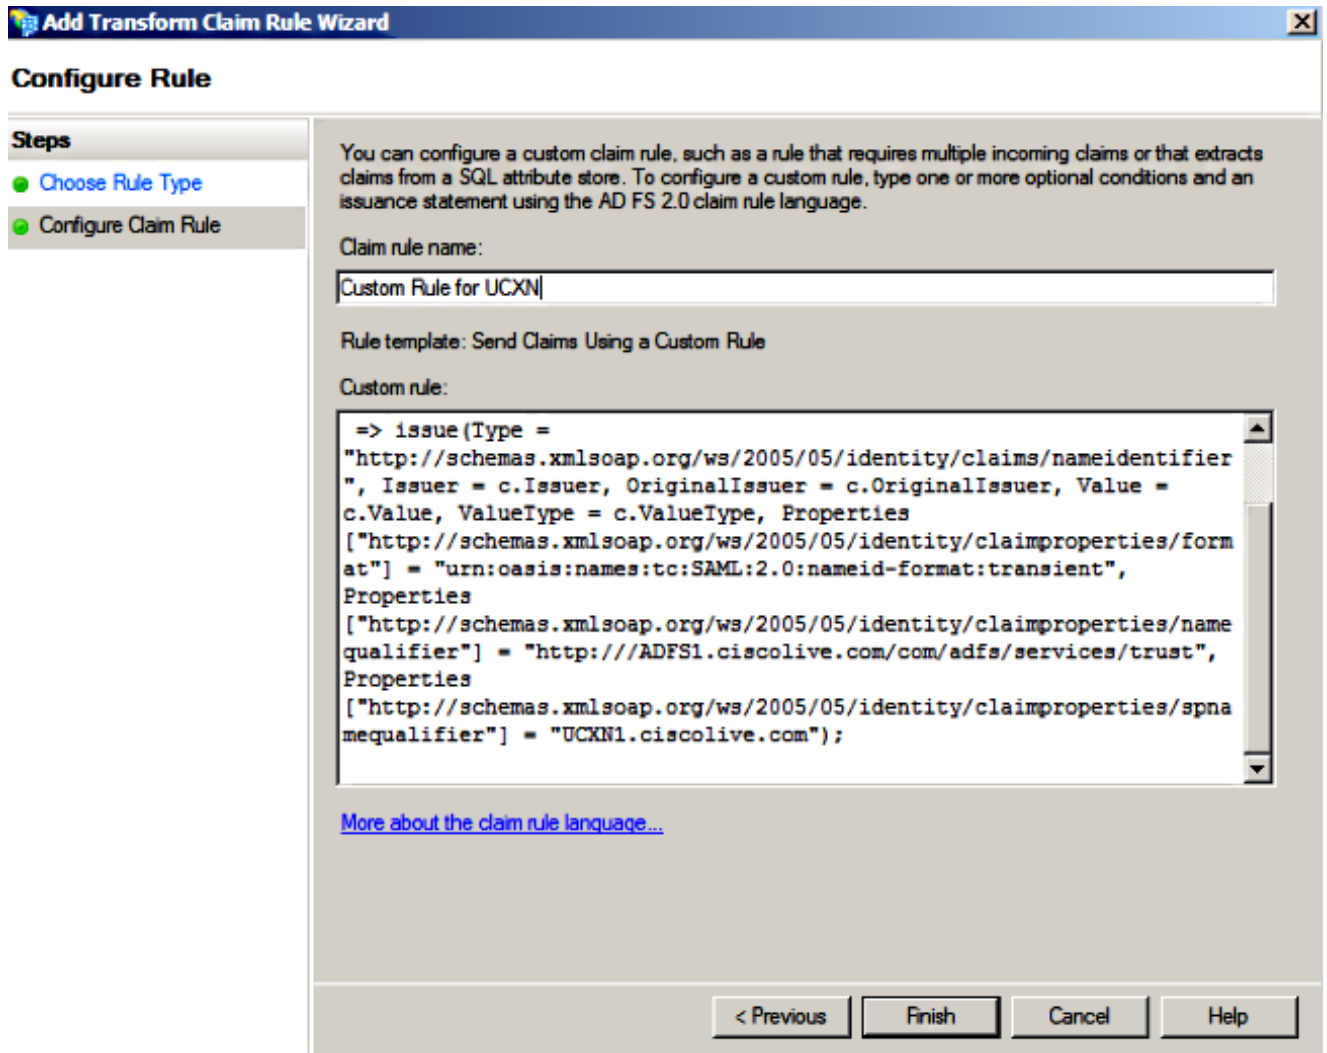 Add Transform Claim Rule Wizard
Configure Rule
Steps
Choose Rule Type
Configure Claim Rule
You can configure a custom claim rule, such as a rule that requires multiple incoming claims or that extracts
claims from a SQL attribute store. To configure a custom rule, type one or more optional conditions and an
issuance statement using the AD FS 2.0 claim rule language.
Claim rule name:
Custom Rule for UCXN
Rule template: Send Claims Using a Custom Rule
Custom rule:
=> issue(Type =
"http://schemas.xmlsoap.org/ws/2005/05/identity/claims/nameidentifier
", Issuer = c.Issuer, OriginalIssuer = c.OriginalIssuer, Value =
c.Value, ValueType = c.ValueType, Properties
["http://schemas.xmlsoap.org/ws/2005/05/identity/claimproperties/form
at"] = "urn:oasis:names:tc:SAML:2.0:nameid-format:transient",
Properties
["http://schemas.xmlsoap.org/ws/2005/05/identity/claimproperties/name
qualifier"] = "http:///ADFS1.ciscolive.com/com/adfs/services/trust",
Properties
["http://schemas.xmlsoap.org/ws/2005/05/identity/claimproperties/spna
mequalifier"] = "UCXN1.ciscolive.com");
More about the claim rule language...
< Previous
Finish
Cancel
Help